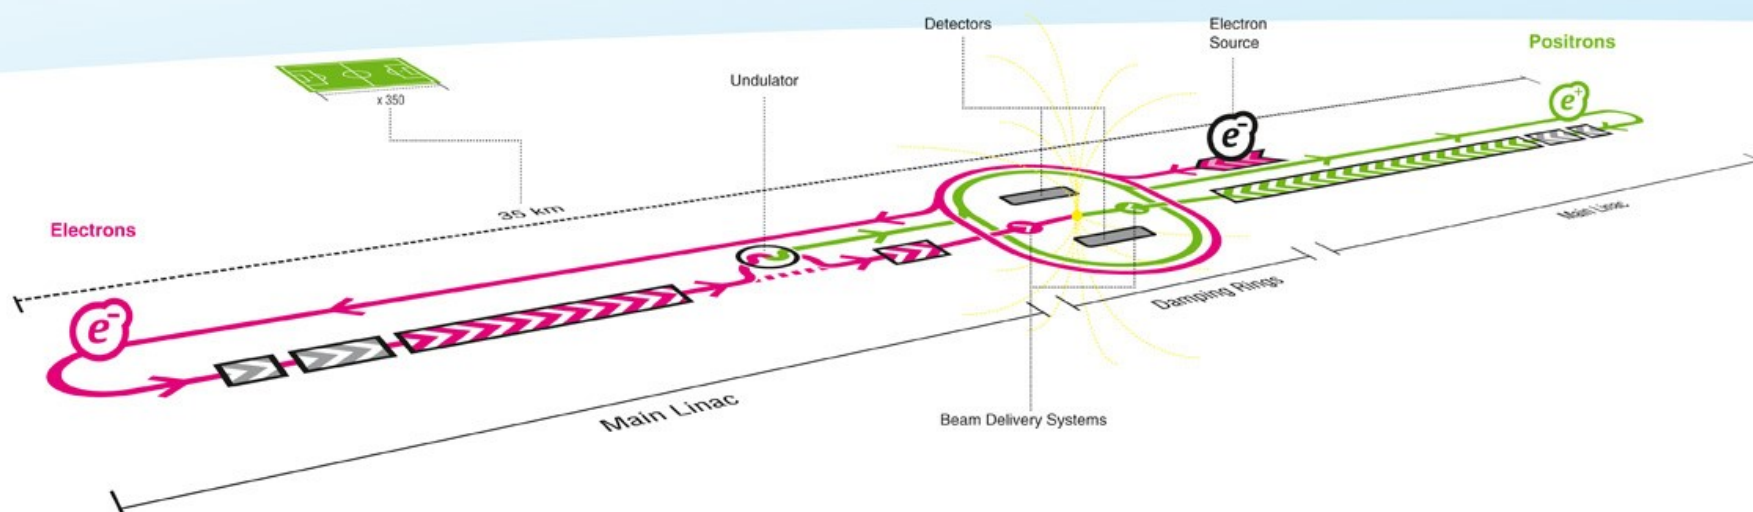 Detectors
Electron
Source
Positrons
Undulator
x 350
e⁺
e⁻
35 km
Electrons
e⁻
Main Linac
Damping Rings
Main Linac
Beam Delivery Systems